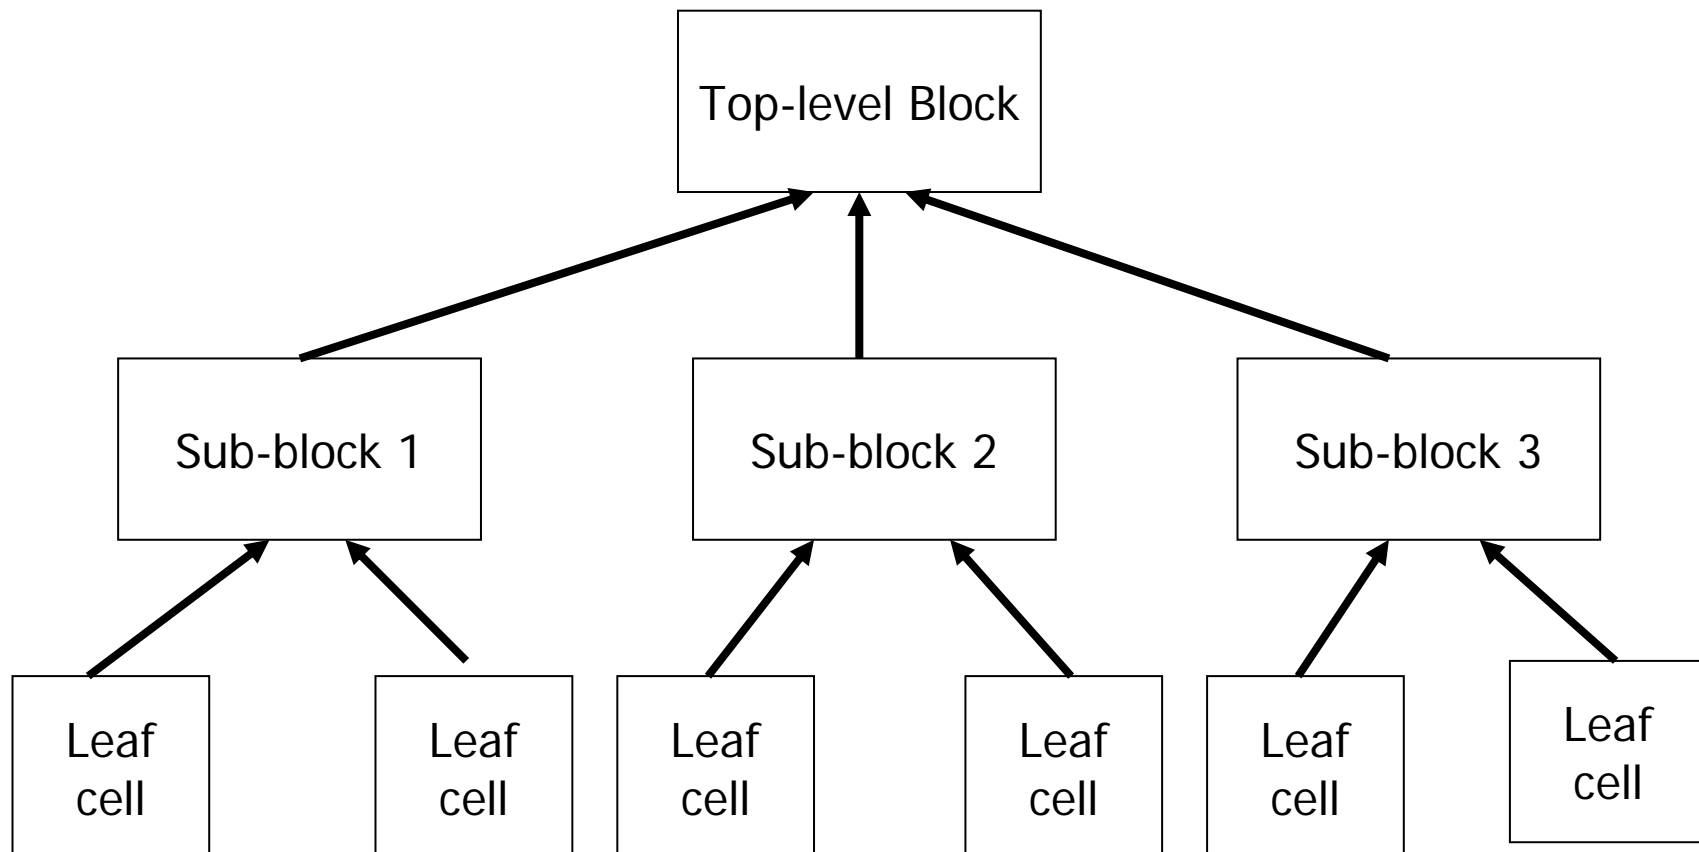 Top-level Block
Sub-block 1
Sub-block 2
Sub-block 3
Leaf
cell
Leaf
cell
Leaf
cell
Leaf
cell
Leaf
cell
Leaf
cell